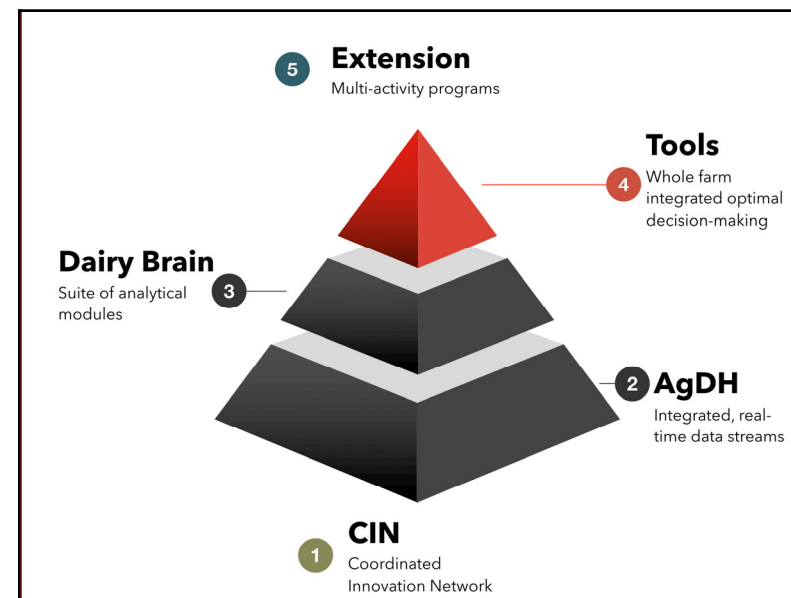 5
Extension
Multi-activity programs
Tools
4
Whole farm
integrated optimal
decision-making
Dairy Brain
3
Suite of analytical
modules
2
AgDH
Integrated, real-
time data streams
1
CIN
Coordinated
Innovation Network